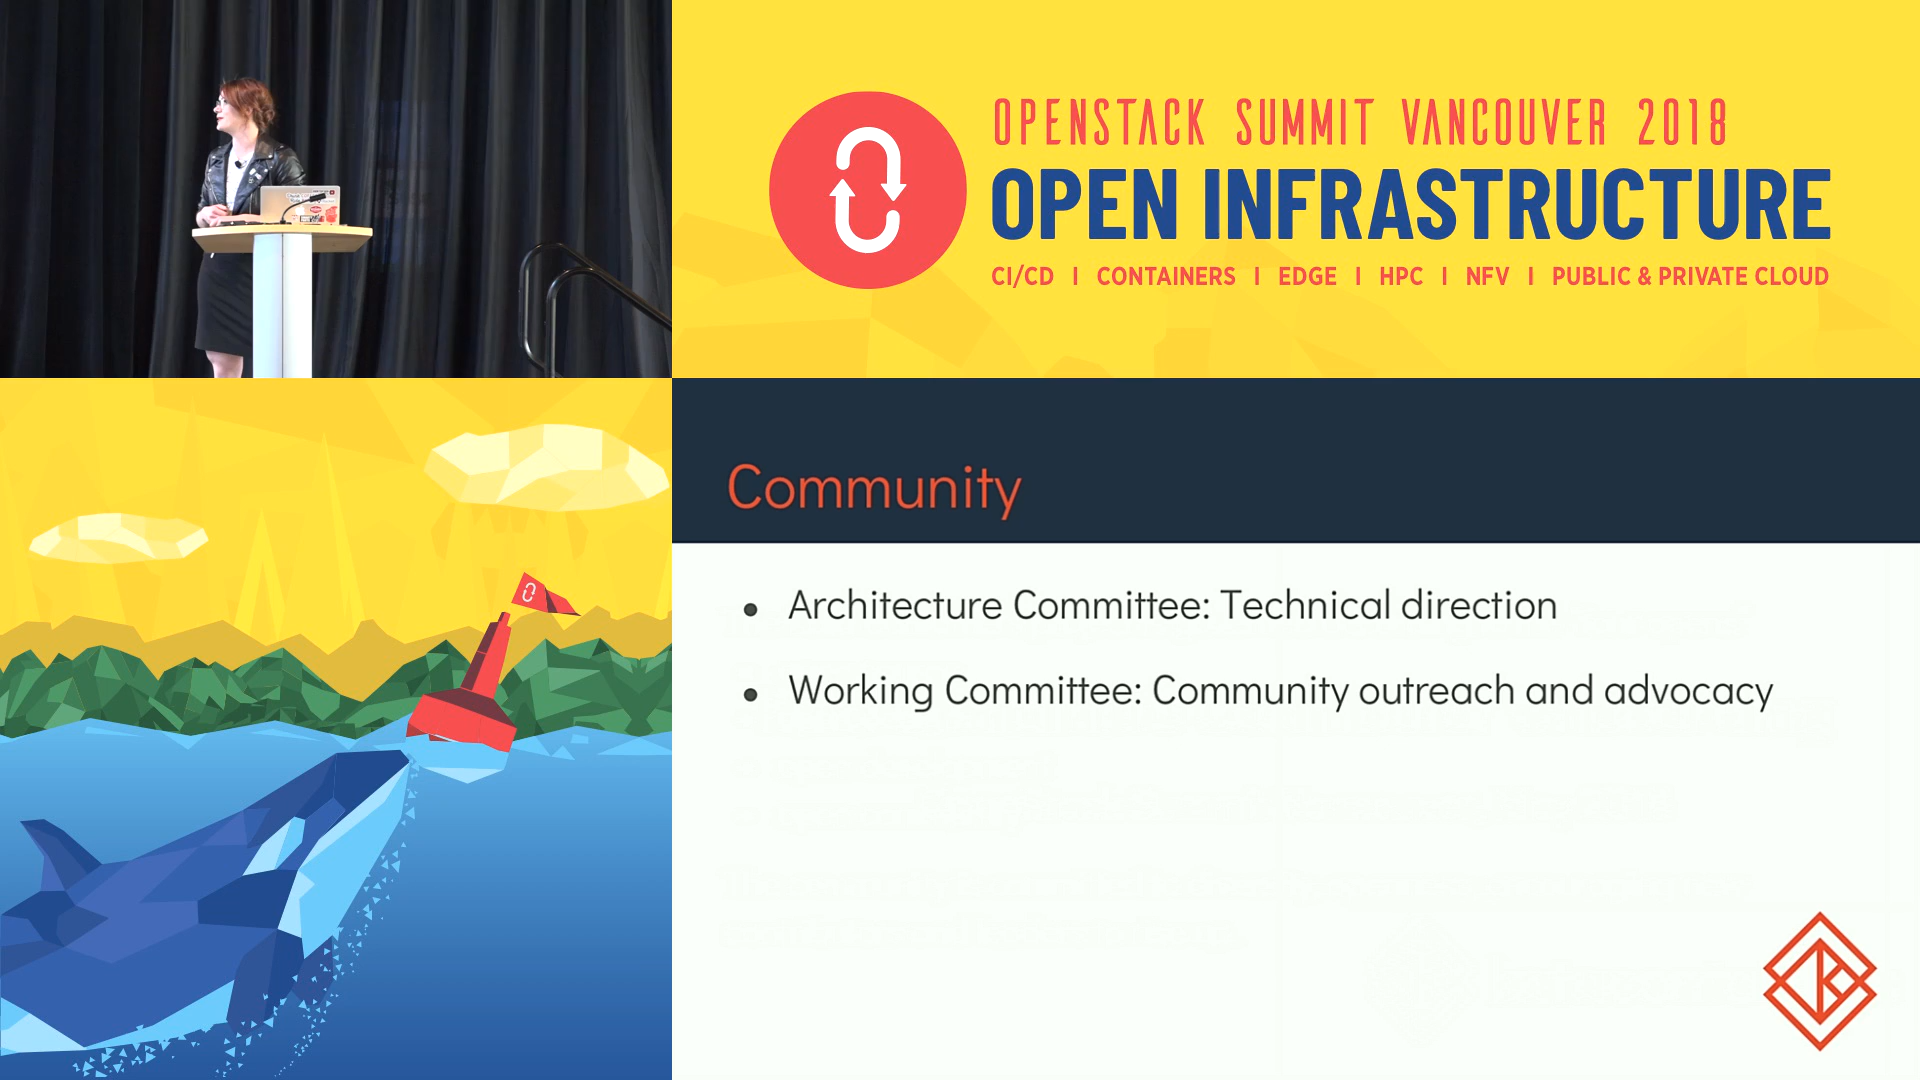 OPENSTACK SUMMIT VANCOUVER 2018
OPEN INFRASTRUCTURE
CI/CD | CONTAINERS | EDGE | HPC | NFV | PUBLIC & PRIVATE CLOUD
Community
• Architecture Committee: Technical direction
• Working Committee: Community outreach and advocacy